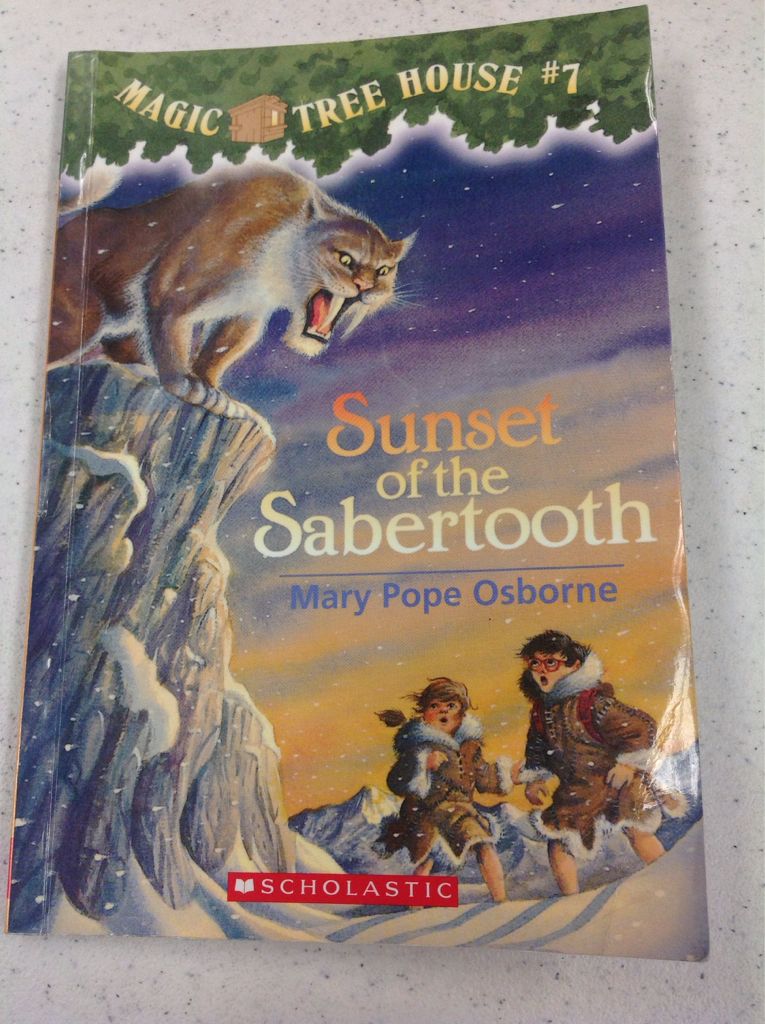 MAGIC TREE HOUSE #7
Sunset
of the
Sabertooth
Mary Pope Osborne
SCHOLASTIC